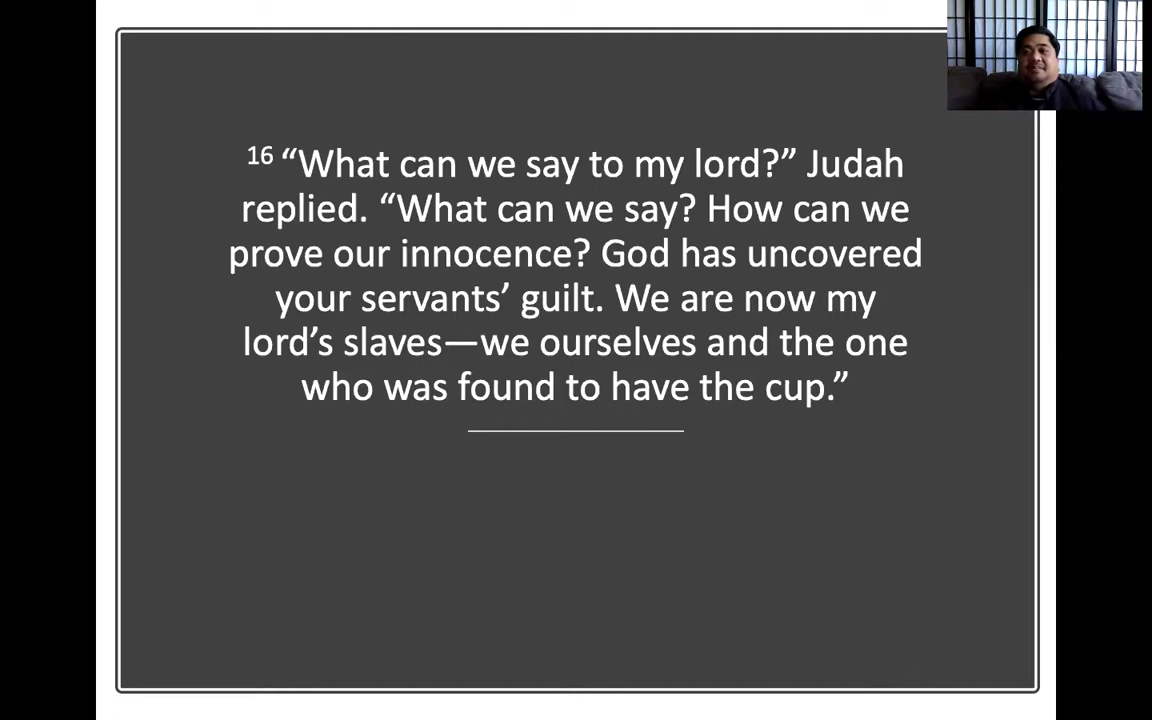 16 “What can we say to my lord?” Judah
replied. “What can we say? How can we
prove our innocence? God has uncovered
your servants’ guilt. We are now my
lord’s slaves—we ourselves and the one
who was found to have the cup.”